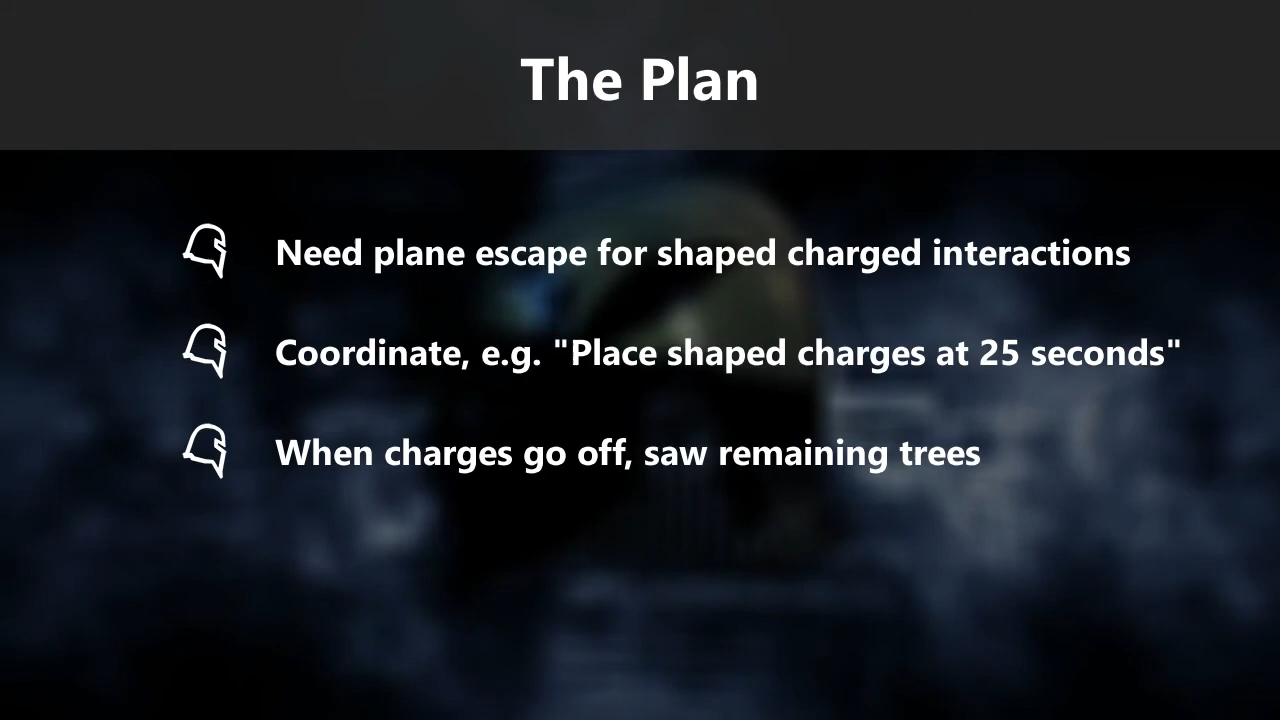 The Plan
Need plane escape for shaped charged interactions
Coordinate, e.g. "Place shaped charges at 25 seconds"
When charges go off, saw remaining trees